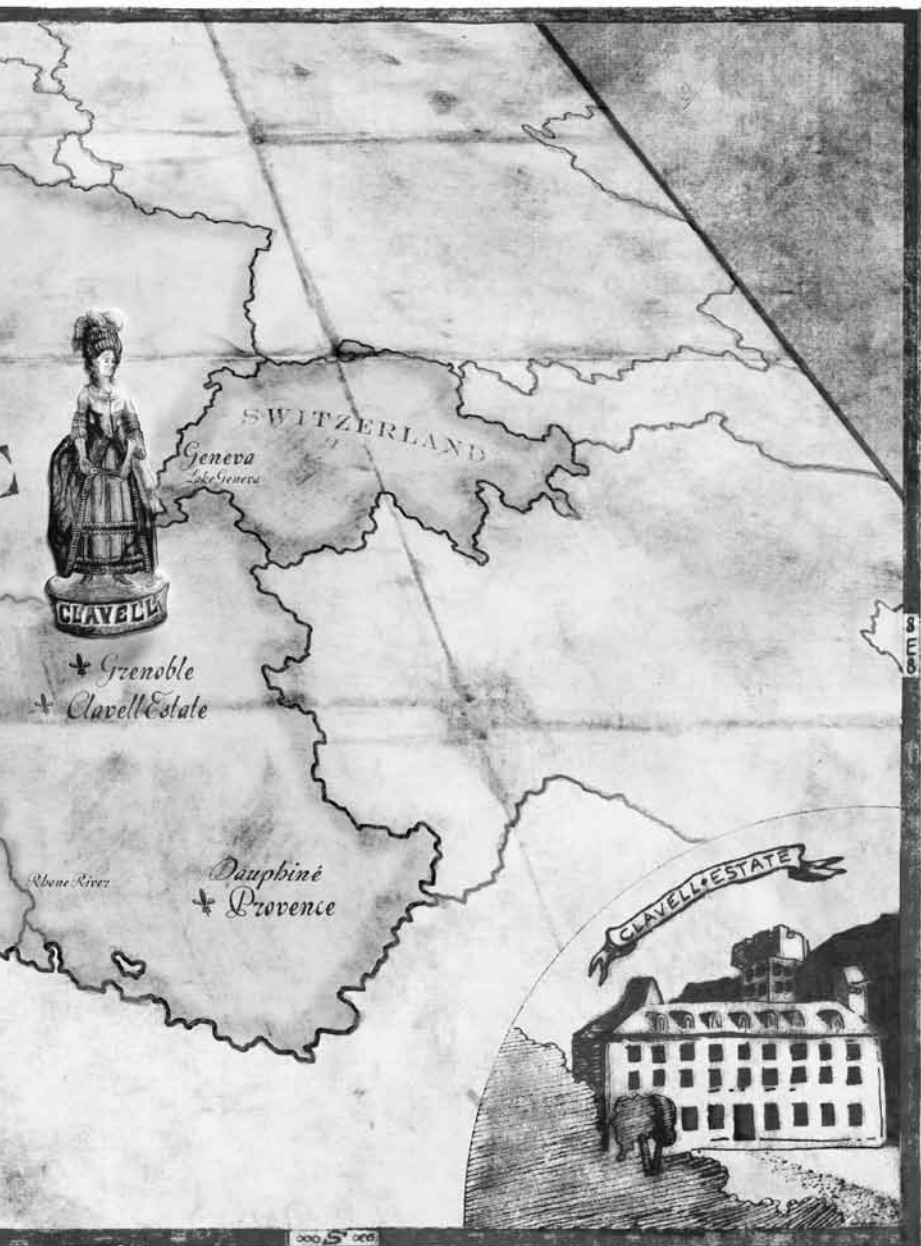 SWITZERLAND
Geneva
Lake Geneva
CLAVELL
Grenoble
Clavell Estate
Rhone River
Dauphiné
Provence
CLAVELL • ESTATE
E
S